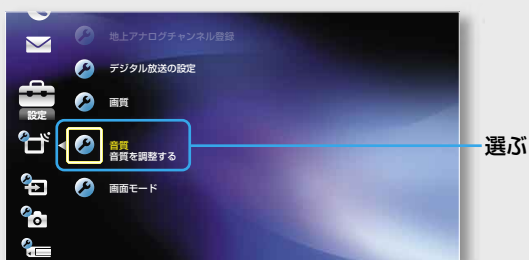 地上アナログチャンネル登録
デジタル放送の設定
設定
画質
音質
音質を調整する
選ぶ
画面モード